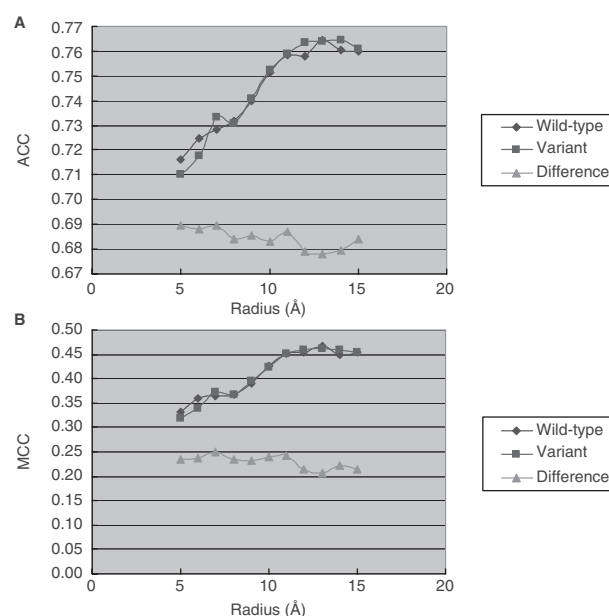 A
0.77
0.76
0.75
0.74
0.73
0.72
0.71
0.70
0.69
0.68
0.67
ACC
0 5 10 15 20
Radius (Å)
Wild-type
Variant
Difference
B
0.50
0.45
0.40
0.35
0.30
0.25
0.20
0.15
0.10
0.05
0.00
MCC
0 5 10 15 20
Radius (Å)
Wild-type
Variant
Difference